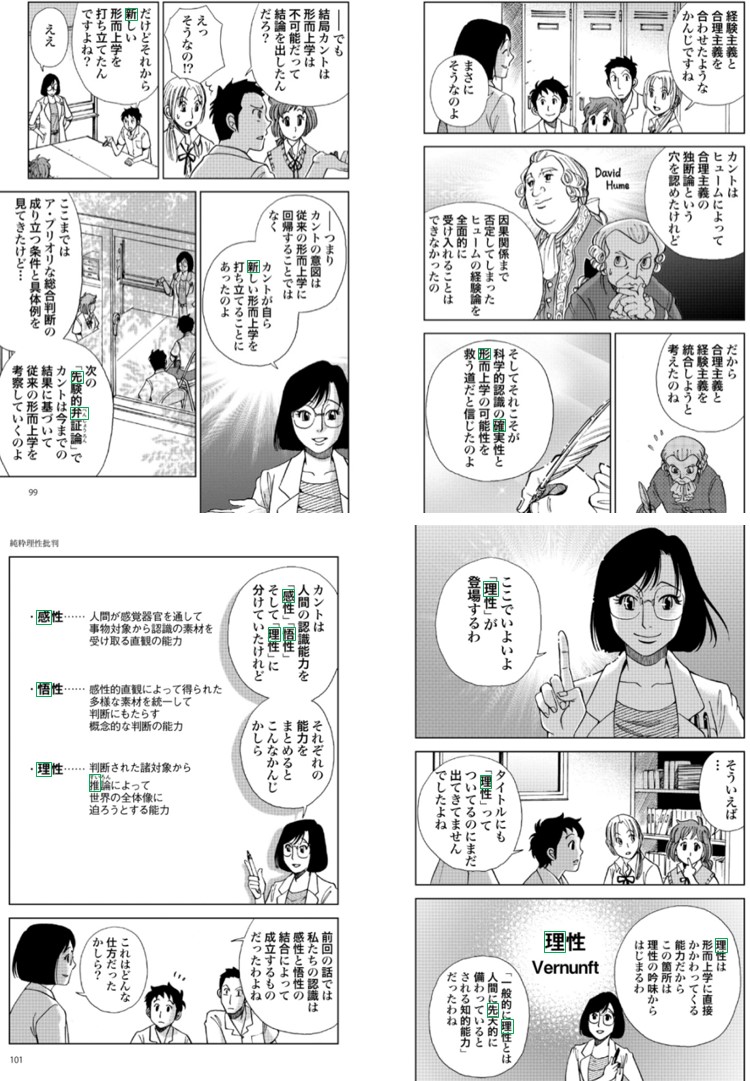 経験主義と
合理主義を
合わせたような
かんじですね
まさに
そうなのよ
カントは
ヒュームによって
合理主義の
独断論という
穴を認めたけれど
David
Hume
因果関係まで
否定してしまった
ヒュームの経験論を
全面的に
受け入れることは
できなかったの
だから
合理主義と
経験主義を
統合しようと
考えたのね
そしてそれこそが
科学的認識の確実性と
形而上学の可能性を
救う道だと信じたのよ
──でも
結局カントは
形而上学は
不可能だって
結論を出したん
だろ?
えっ
そうなの!?
だけどそれから
新しい
形而上学を
打ち立てたん
ですよね?
ええ
──つまり
カントの意図は
従来の形而上学に
回帰することでは
なく
カントが自ら
新しい形而上学を
打ち立てることに
あったのよ
ここまでは
ア・プリオリな総合判断の
成り立つ条件と具体例を
見てきたけど…
次の
「先験的弁証論」で
カントは今までの
結果に基づいて
従来の形而上学を
考察していくのよ
99
ここでいよいよ
「理性」が
登場するわ
そういえば
…
タイトルにも
「理性」って
ついてるのにまだ
出てきてません
でしたよね
理性は
形而上学に直接
かかわってくる
能力だから
この箇所は
理性の吟味から
はじまるわ
理性
Vernunft
「一般的に理性とは
人間に先天的に
備わっていると
される知的能力」
だったわね
純粋理性批判
カントは
人間の認識能力を
「感性」「悟性」
そして「理性」に
分けていたけれど
それぞれの
能力を
まとめると
こんなかんじ
かしら
・感性……人間が感覚器官を通して
事物対象から認識の素材を
受け取る直観の能力
・悟性……感性的直観によって得られた
多様な素材を統一して
判断にもたらす
概念的な判断の能力
・理性……判断された諸対象から
推論によって
世界の全体像に
迫ろうとする能力
前回の話では
私たちの認識は
感性と悟性の
結合によって
成立するもの
だったわよね
これはどんな
仕方だった
かしら?
101